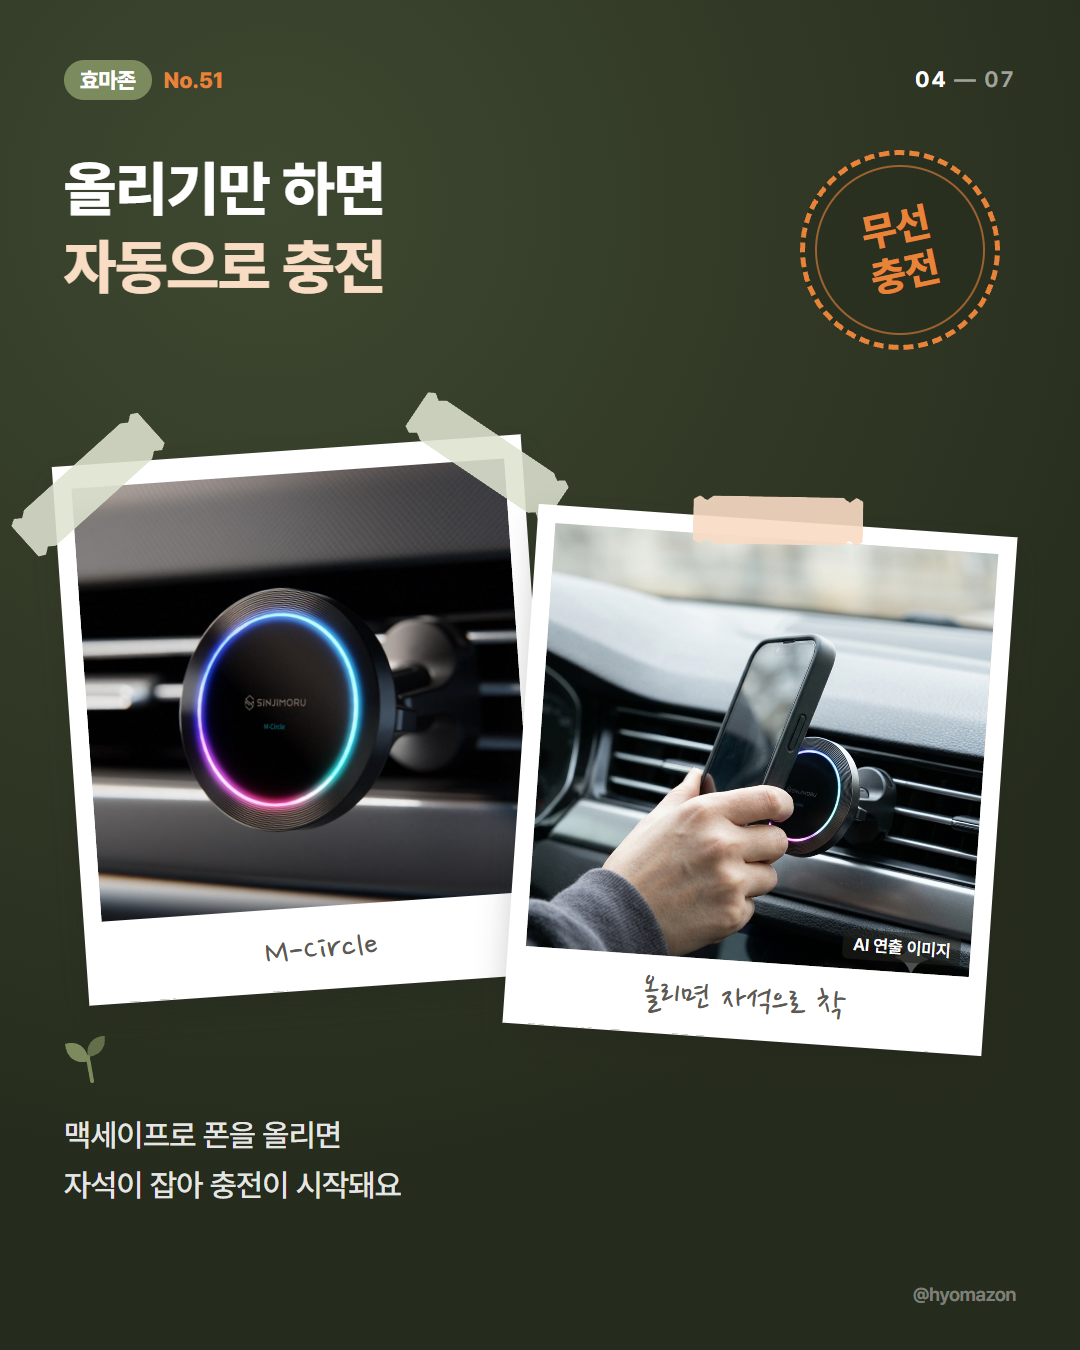 효마존 No.51
04 — 07
올리기만 하면
자동으로 충전
무선
충전
SINJIMORU
M-Circle
M-circle
SINJIMORU
AI 연출 이미지
올리면 자석으로 착
맥세이프로 폰을 올리면
자석이 잡아 충전이 시작돼요
@hyomazon